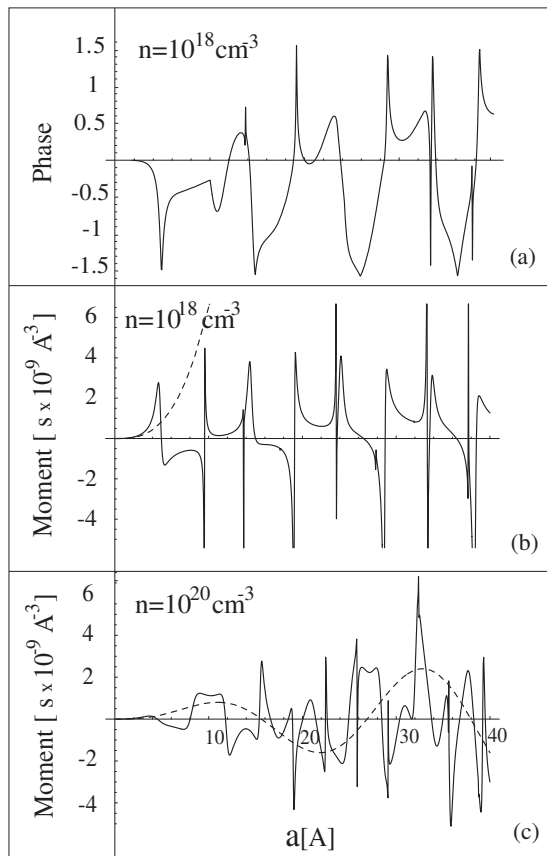 n=10^18 cm^-3
Phase
1.5
0.5
-0.5
-1
-1.5
(a)
n=10^18 cm^-3
Moment [ s x 10^-9 A^-3 ]
6
4
2
-2
-4
(b)
n=10^20 cm^-3
Moment [ s x 10^-9 A^-3 ]
6
4
2
-2
-4
10
20
30
40
a[A]
(c)